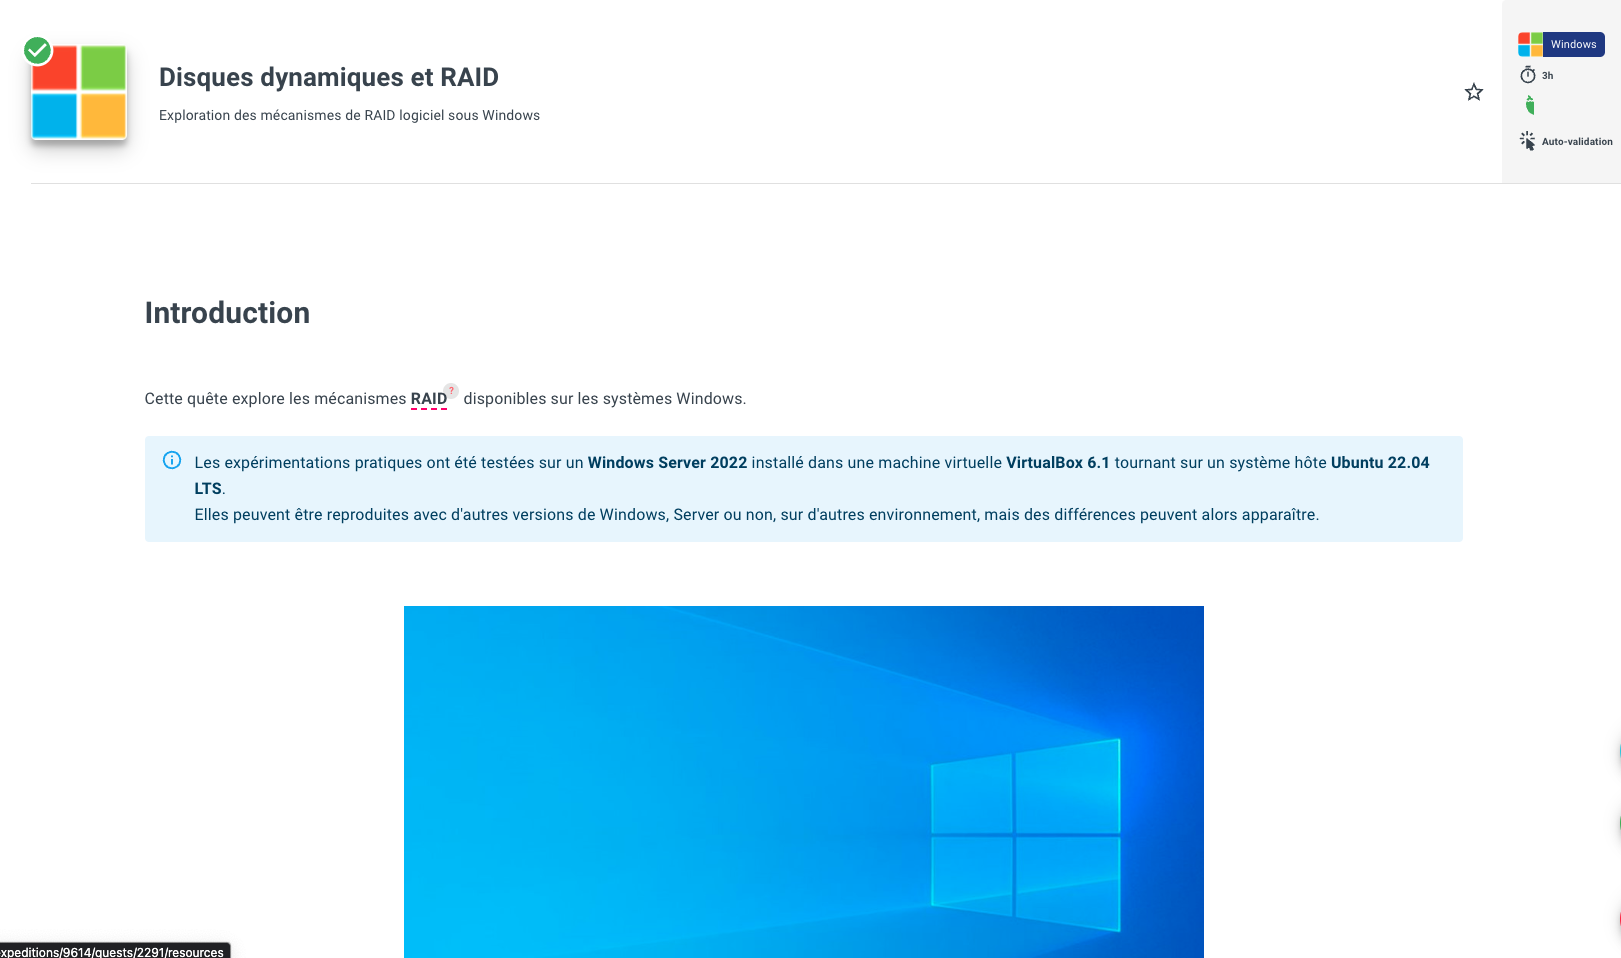 Disques dynamiques et RAID
Exploration des mécanismes de RAID logiciel sous Windows
Windows
3h
Auto-validation
Introduction
Cette quête explore les mécanismes RAID ? disponibles sur les systèmes Windows.
Les expérimentations pratiques ont été testées sur un Windows Server 2022 installé dans une machine virtuelle VirtualBox 6.1 tournant sur un système hôte Ubuntu 22.04
LTS.
Elles peuvent être reproduites avec d'autres versions de Windows, Server ou non, sur d'autres environnement, mais des différences peuvent alors apparaître.
xpeditions/9614/quests/2291/resources